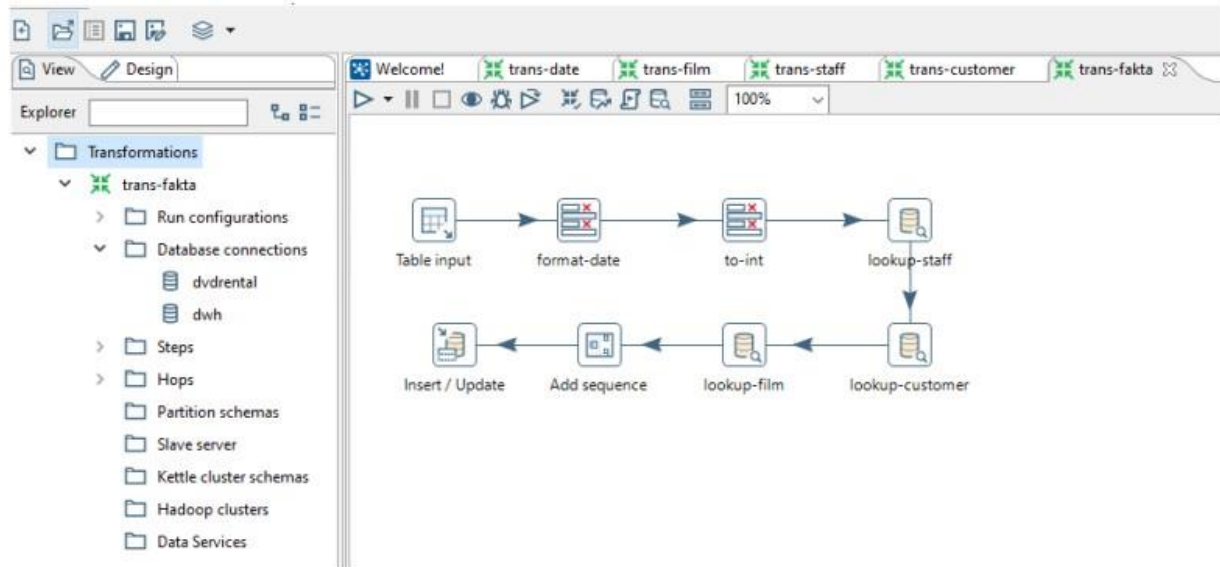 View Design
Welcome! trans-date trans-film trans-staff trans-customer trans-fakta
Explorer
100%
Transformations
trans-fakta
Run configurations
Database connections
dvdrental
dwh
Steps
Hops
Partition schemas
Slave server
Kettle cluster schemas
Hadoop clusters
Data Services
Table input format-date to-int lookup-staff
Insert / Update Add sequence lookup-film lookup-customer